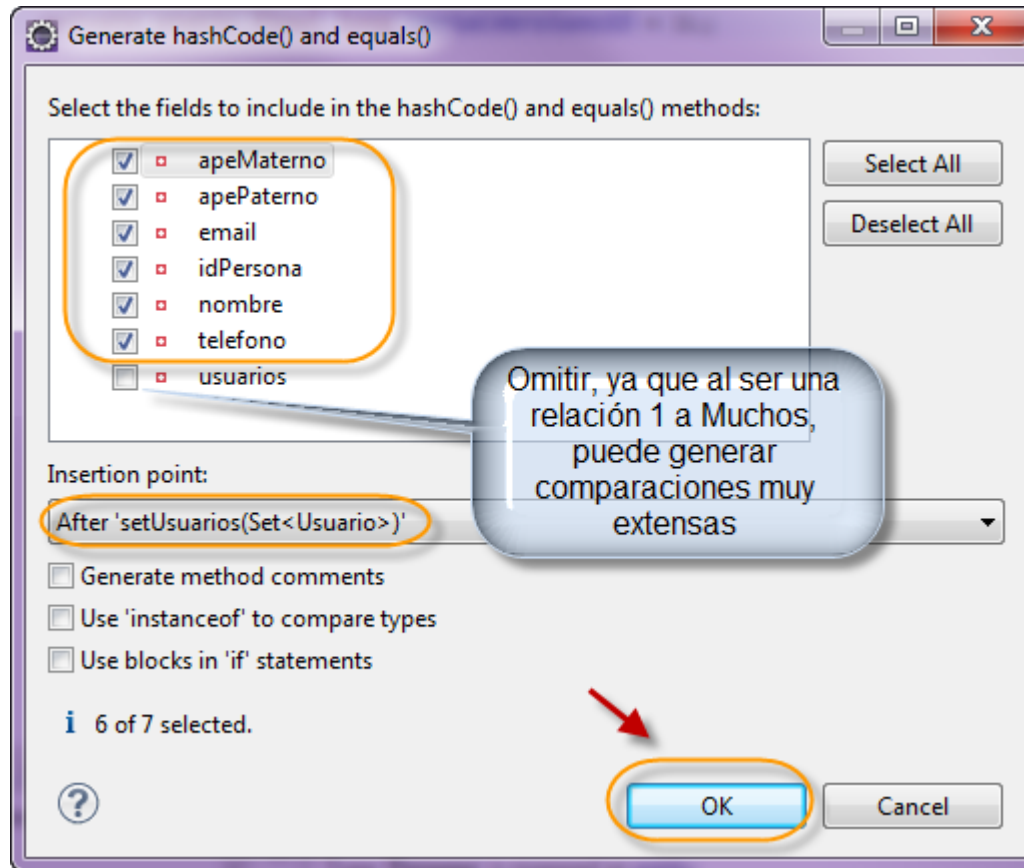 Generate hashCode() and equals()
Select the fields to include in the hashCode() and equals() methods:
apeMaterno
apePaterno
email
idPersona
nombre
telefono
usuarios
Select All
Deselect All
Omitir, ya que al ser una
relación 1 a Muchos,
puede generar
comparaciones muy
extensas
Insertion point:
After 'setUsuarios(Set<Usuario>)'
Generate method comments
Use 'instanceof' to compare types
Use blocks in 'if' statements
i 6 of 7 selected.
?
OK
Cancel